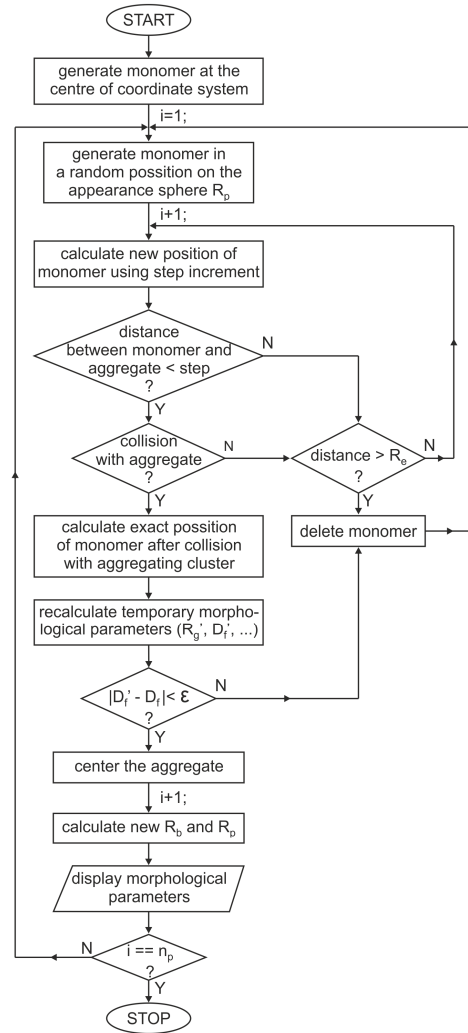 START
generate monomer at the
centre of coordinate system
i=1;
generate monomer in
a random possition on the
appearance sphere Rp
i+1;
calculate new position of
monomer using step increment
distance
between monomer and
aggregate < step
?
N
Y
collision
with aggregate
?
N
Y
distance > Re
?
N
Y
delete monomer
calculate exact possition
of monomer after collision
with aggregating cluster
recalculate temporary morpho-
logical parameters (Rg', Df', ...)
|Df' - Df|< ε
?
N
Y
center the aggregate
i+1;
calculate new Rb and Rp
display morphological
parameters
i == np
?
N
Y
STOP